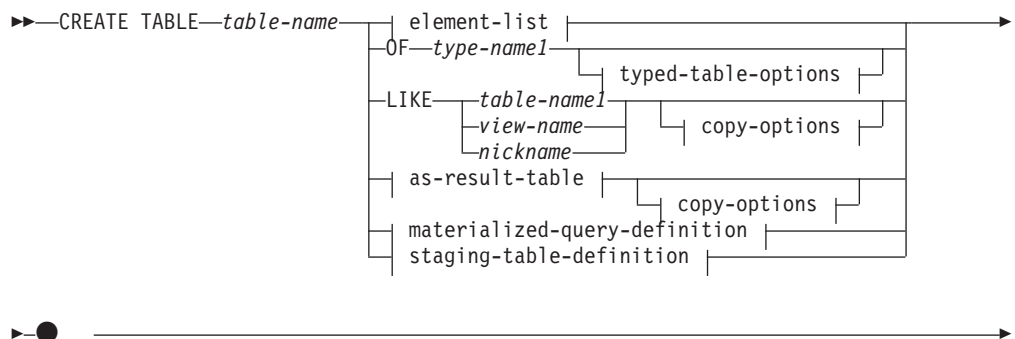 CREATE TABLE table-name element-list
OF type-name1
typed-table-options
LIKE table-name1
view-name copy-options
nickname
as-result-table
copy-options
materialized-query-definition
staging-table-definition